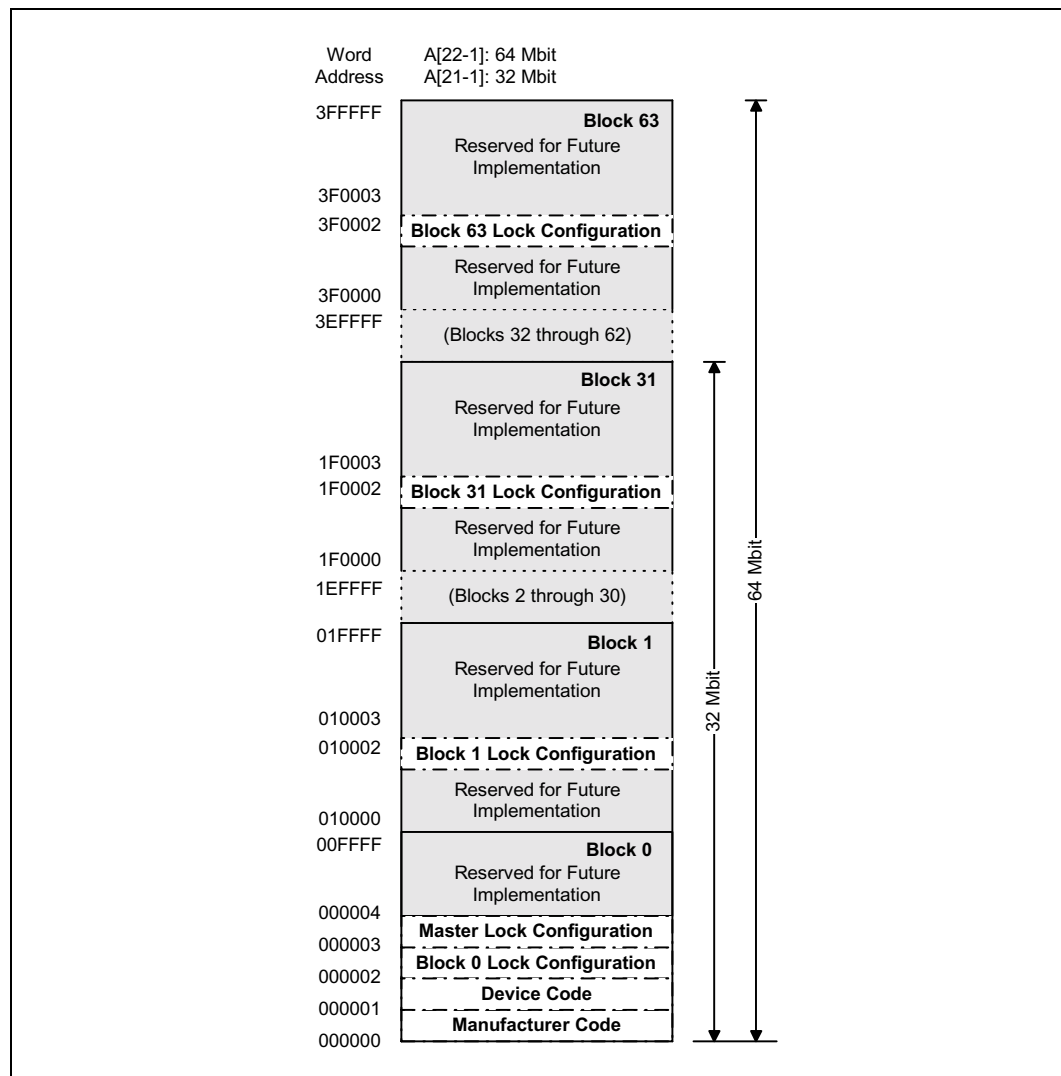 Word A[22-1]: 64 Mbit
Address A[21-1]: 32 Mbit
3FFFFF
Block 63
Reserved for Future
Implementation
3F0003
3F0002
Block 63 Lock Configuration
Reserved for Future
Implementation
3F0000
3EFFFF
(Blocks 32 through 62)
Block 31
Reserved for Future
Implementation
1F0003
1F0002
Block 31 Lock Configuration
Reserved for Future
Implementation
1F0000
1EFFFF
(Blocks 2 through 30)
01FFFF
Block 1
Reserved for Future
Implementation
010003
010002
Block 1 Lock Configuration
Reserved for Future
Implementation
010000
00FFFF
Block 0
Reserved for Future
Implementation
000004
Master Lock Configuration
000003
Block 0 Lock Configuration
000002
Device Code
000001
Manufacturer Code
000000
32 Mbit
64 Mbit